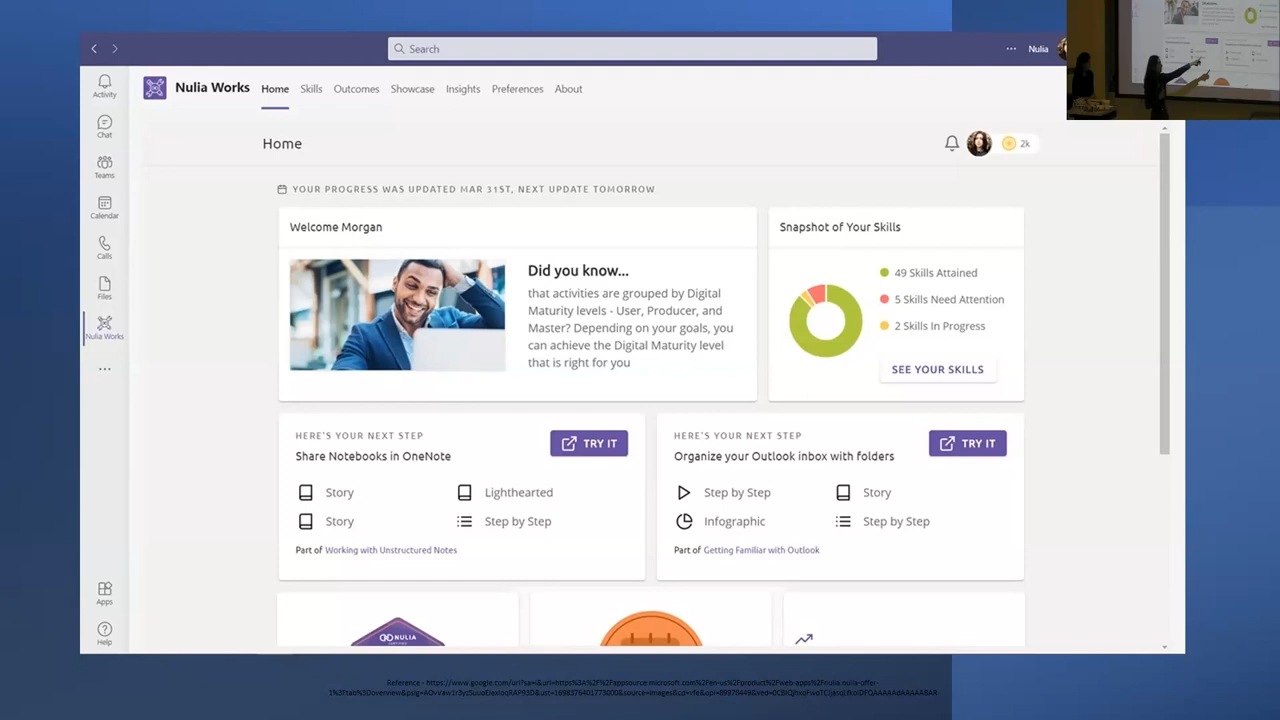 Search
Nulia
Activity
Chat
Teams
Calendar
Calls
Files
Nulia Works
Apps
Help
Nulia Works
Home
Skills
Outcomes
Showcase
Insights
Preferences
About
Home
2k
YOUR PROGRESS WAS UPDATED MAR 31ST, NEXT UPDATE TOMORROW
Welcome Morgan
Did you know...
that activities are grouped by Digital
Maturity levels - User, Producer, and
Master? Depending on your goals, you
can achieve the Digital Maturity level
that is right for you
Snapshot of Your Skills
49 Skills Attained
5 Skills Need Attention
2 Skills In Progress
SEE YOUR SKILLS
HERE'S YOUR NEXT STEP
TRY IT
Share Notebooks in OneNote
Story
Lighthearted
Story
Step by Step
Part of Working with Unstructured Notes
HERE'S YOUR NEXT STEP
TRY IT
Organize your Outlook inbox with folders
Step by Step
Story
Infographic
Step by Step
Part of Getting Familiar with Outlook
NULIA
Reference -